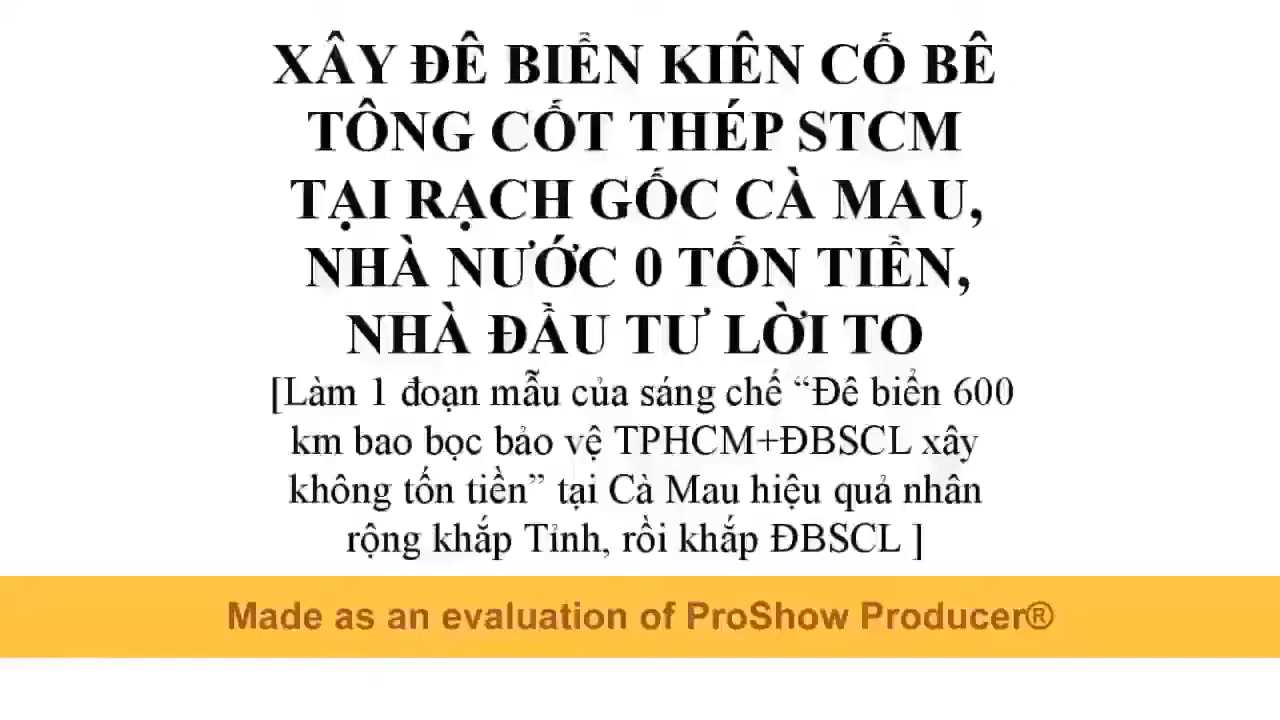 XÂY ĐÊ BIỂN KIÊN CỐ BÊ
TÔNG CỐT THÉP STCM
TẠI RẠCH GỐC CÀ MAU,
NHÀ NƯỚC 0 TỐN TIỀN,
NHÀ ĐẦU TƯ LỜI TO
[Làm 1 đoạn mẫu của sáng chế “Đê biển 600
km bao bọc bảo vệ TPHCM+ĐBSCL xây
không tốn tiền” tại Cà Mau hiệu quả nhân
rộng khắp Tỉnh, rồi khắp ĐBSCL ]
Made as an evaluation of ProShow Producer®